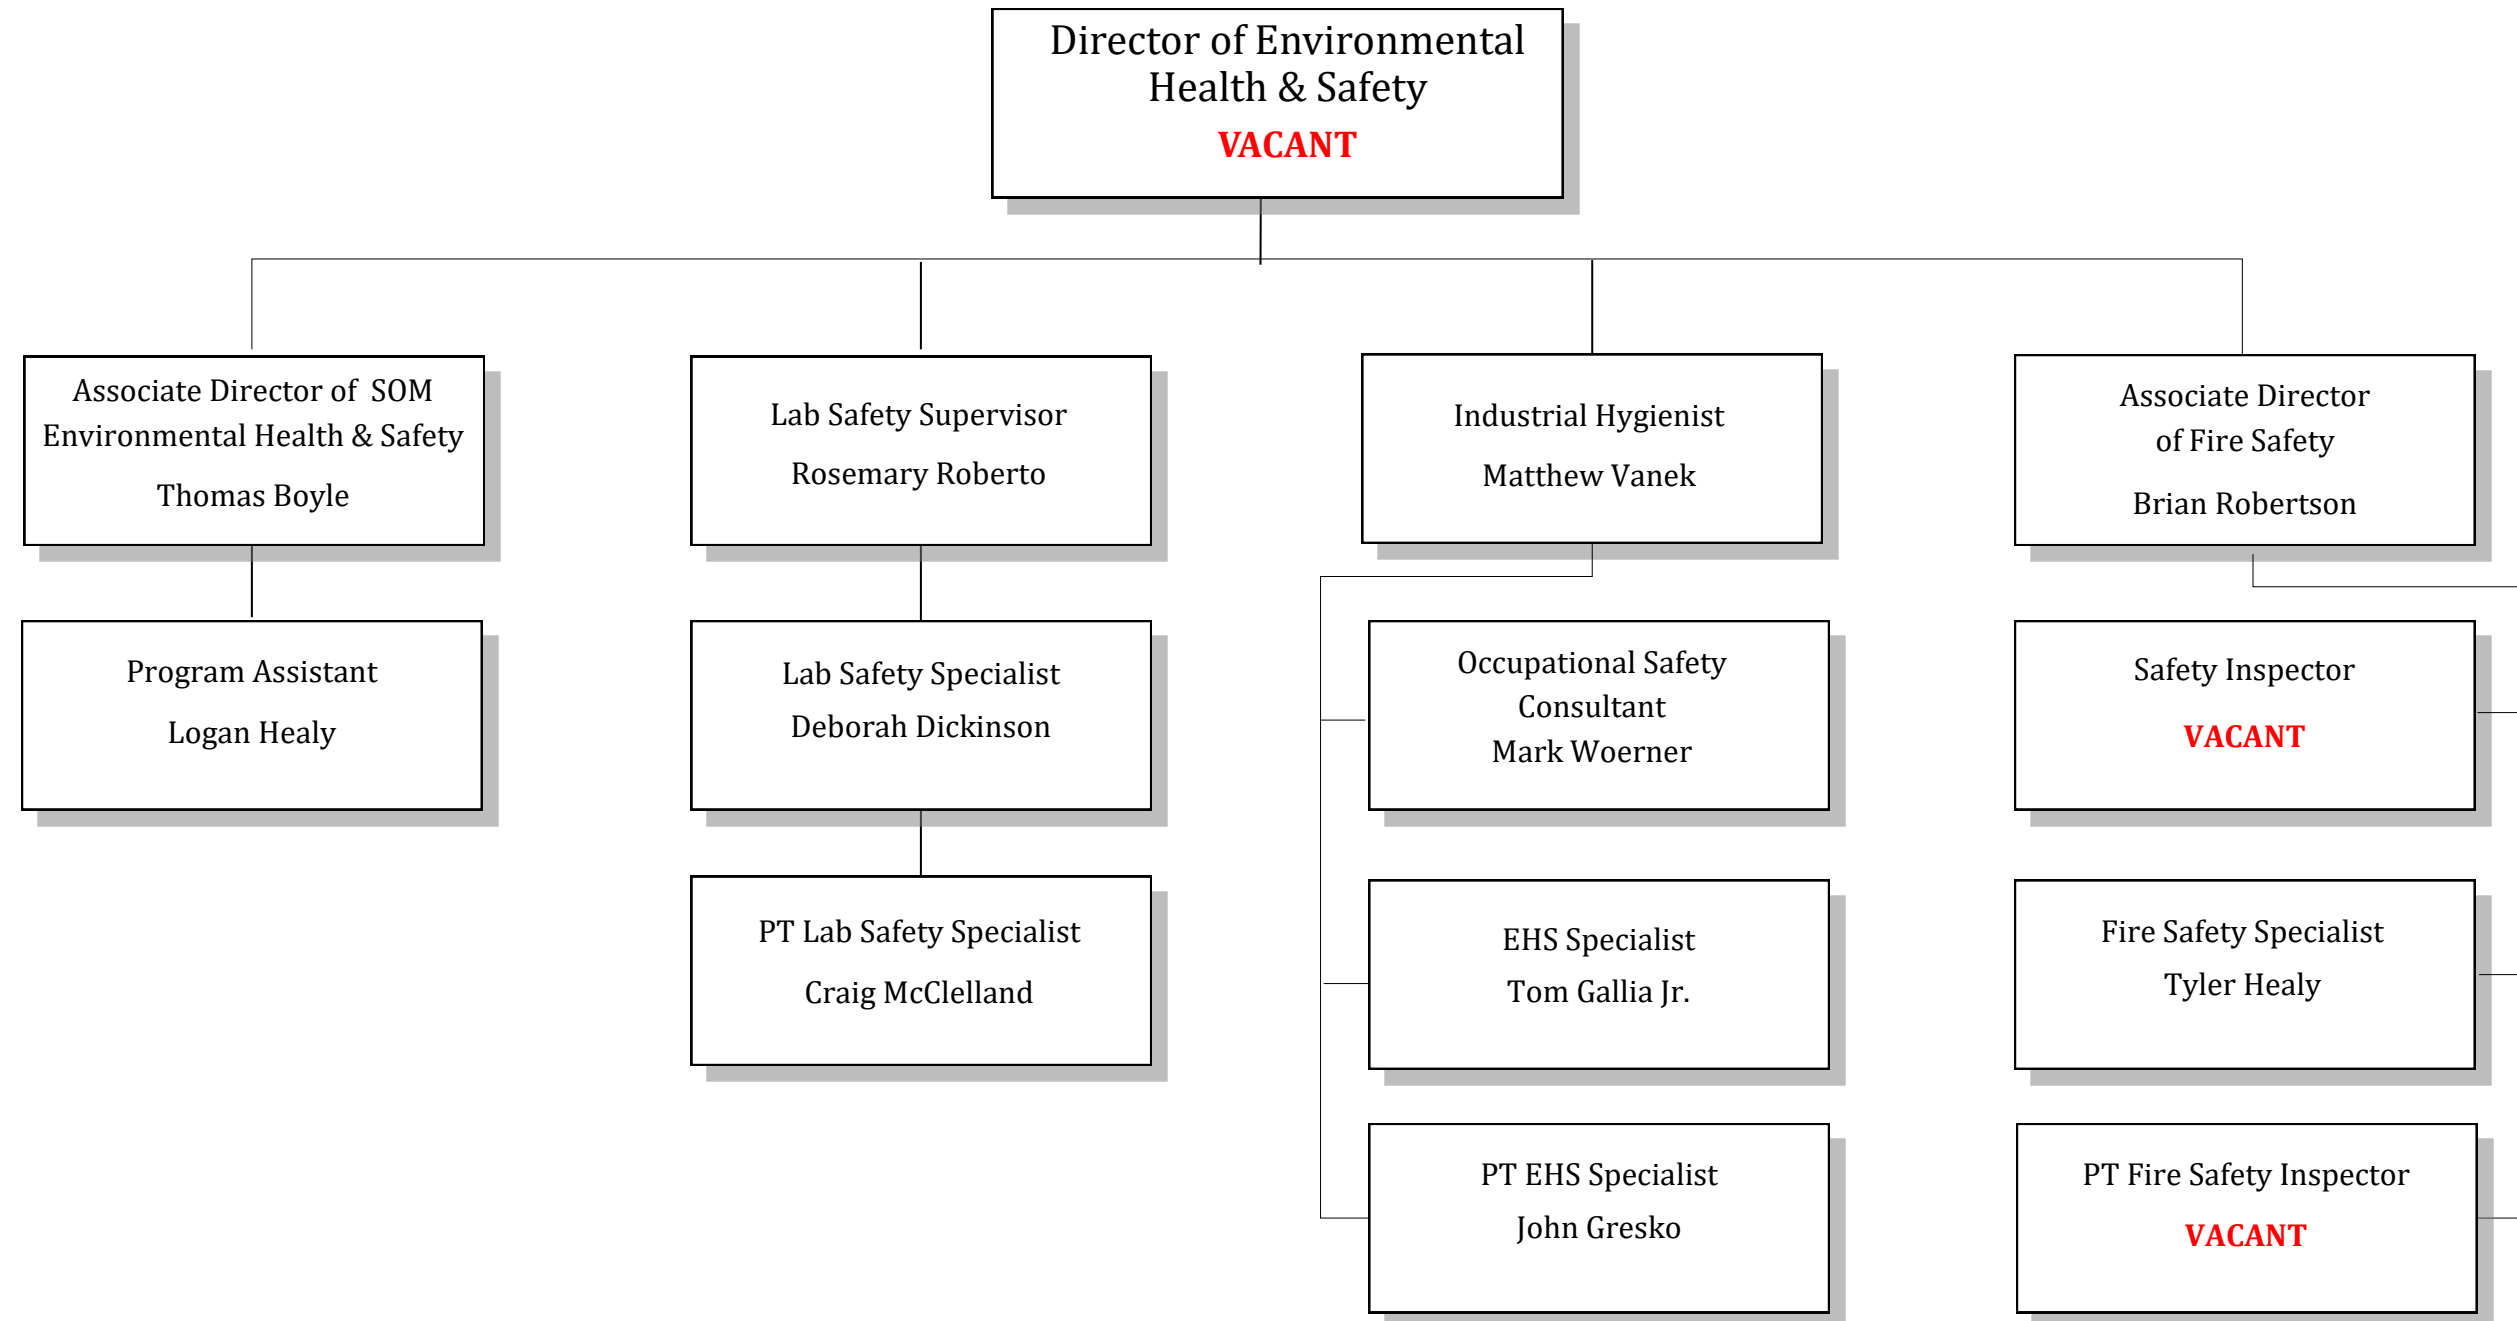 Director of Environmental
Health & Safety
VACANT
Associate Director of SOM
Environmental Health & Safety
Thomas Boyle
Lab Safety Supervisor
Rosemary Roberto
Industrial Hygienist
Matthew Vanek
Associate Director
of Fire Safety
Brian Robertson
Program Assistant
Logan Healy
Lab Safety Specialist
Deborah Dickinson
Occupational Safety
Consultant
Mark Woerner
Safety Inspector
VACANT
PT Lab Safety Specialist
Craig McClelland
EHS Specialist
Tom Gallia Jr.
Fire Safety Specialist
Tyler Healy
PT EHS Specialist
John Gresko
PT Fire Safety Inspector
VACANT